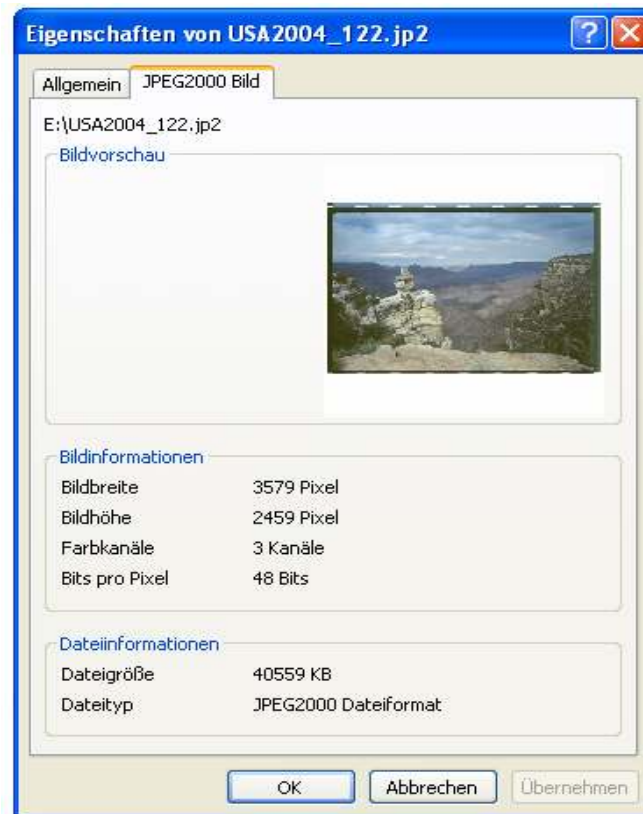 Eigenschaften von USA2004_122.jp2
Allgemein JPEG2000 Bild
E:\USA2004_122.jp2
Bildvorschau
Bildinformationen
Bildbreite 3579 Pixel
Bildhöhe 2459 Pixel
Farbkanäle 3 Kanäle
Bits pro Pixel 48 Bits
Dateiinformationen
Dateigröße 40559 KB
Dateityp JPEG2000 Dateiformat
OK Abbrechen Übernehmen